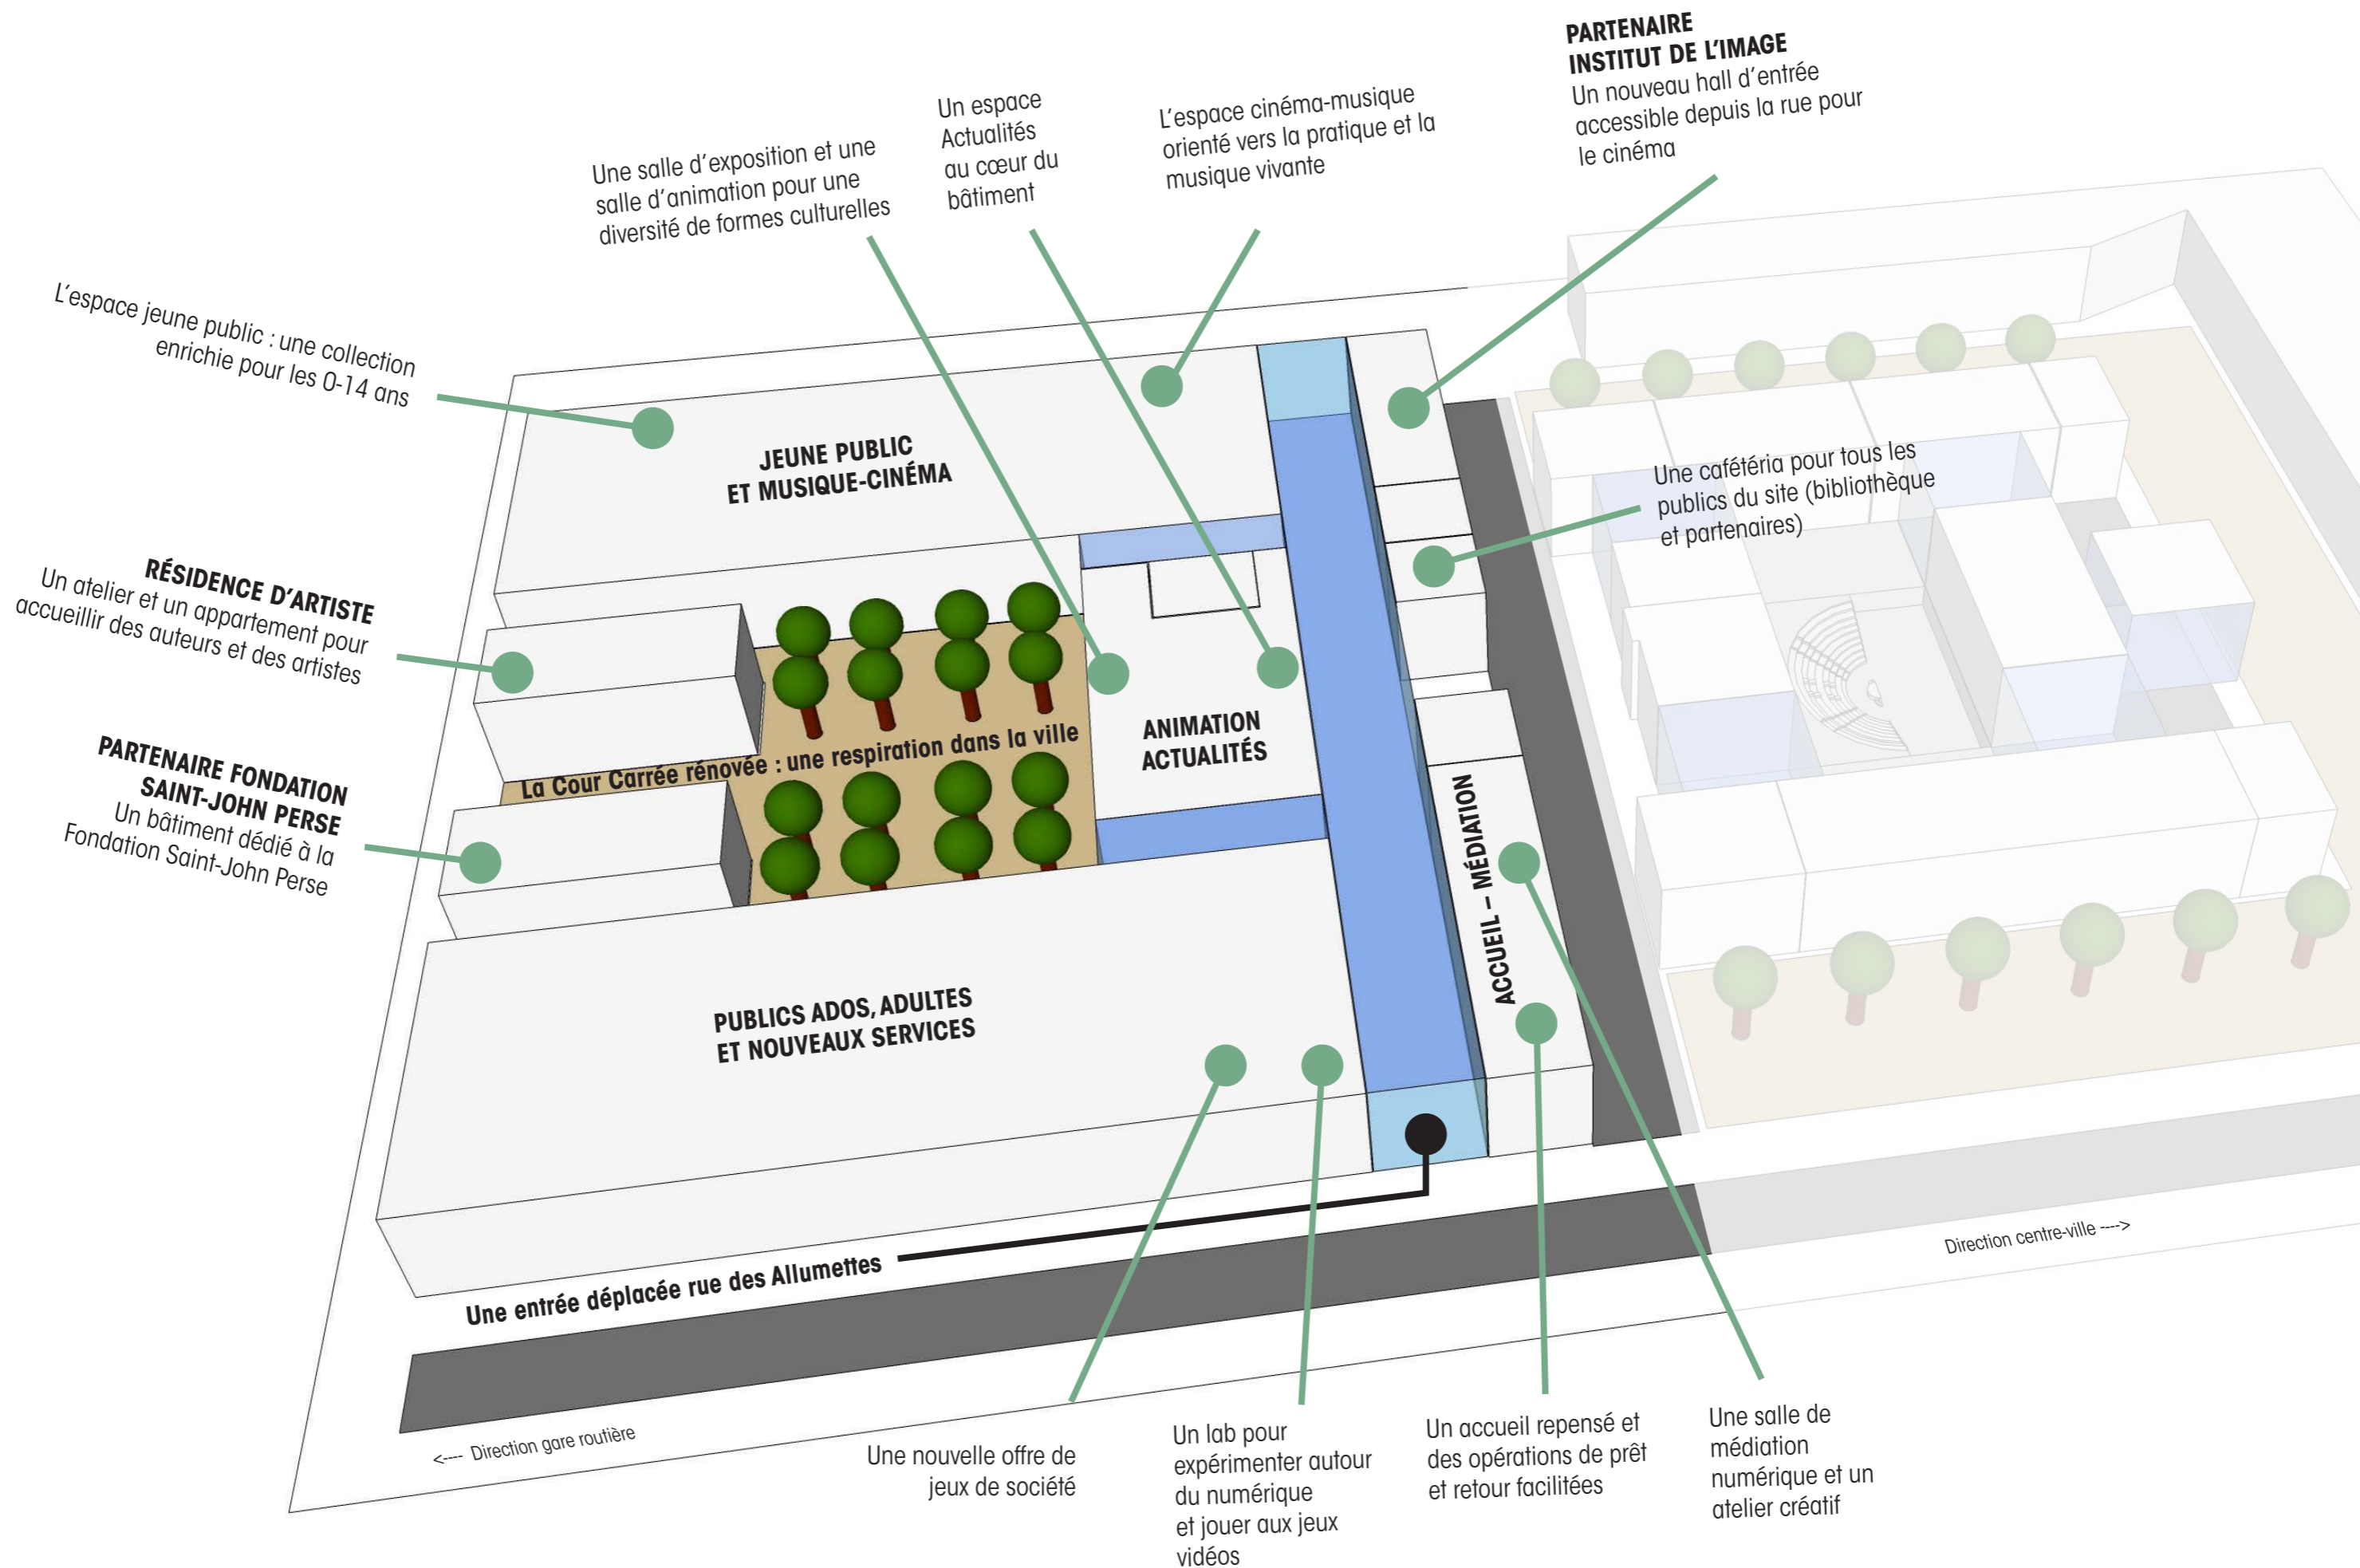 PARTENAIRE
INSTITUT DE L’IMAGE
Un nouveau hall d’entrée
accessible depuis la rue pour
le cinéma
Un espace
Actualités
au cœur du
bâtiment
L’espace cinéma-musique
orienté vers la pratique et la
musique vivante
Une salle d’exposition et une
salle d’animation pour une
diversité de formes culturelles
L’espace jeune public : une collection
enrichie pour les 0-14 ans
JEUNE PUBLIC
ET MUSIQUE-CINÉMA
Une cafétéria pour tous les
publics du site (bibliothèque
et partenaires)
RÉSIDENCE D’ARTISTE
Un atelier et un appartement pour
accueillir des auteurs et des artistes
La Cour Carrée rénovée : une respiration dans la ville
ANIMATION
ACTUALITÉS
PARTENAIRE FONDATION
SAINT-JOHN PERSE
Un bâtiment dédié à la
Fondation Saint-John Perse
ACCUEIL – MÉDIATION
PUBLICS ADOS, ADULTES
ET NOUVEAUX SERVICES
Une entrée déplacée rue des Allumettes
Direction centre-ville ---->
<---- Direction gare routière
Une nouvelle offre de
jeux de société
Un lab pour
expérimenter autour
du numérique
et jouer aux jeux
vidéos
Un accueil repensé et
des opérations de prêt
et retour facilitées
Une salle de
médiation
numérique et un
atelier créatif